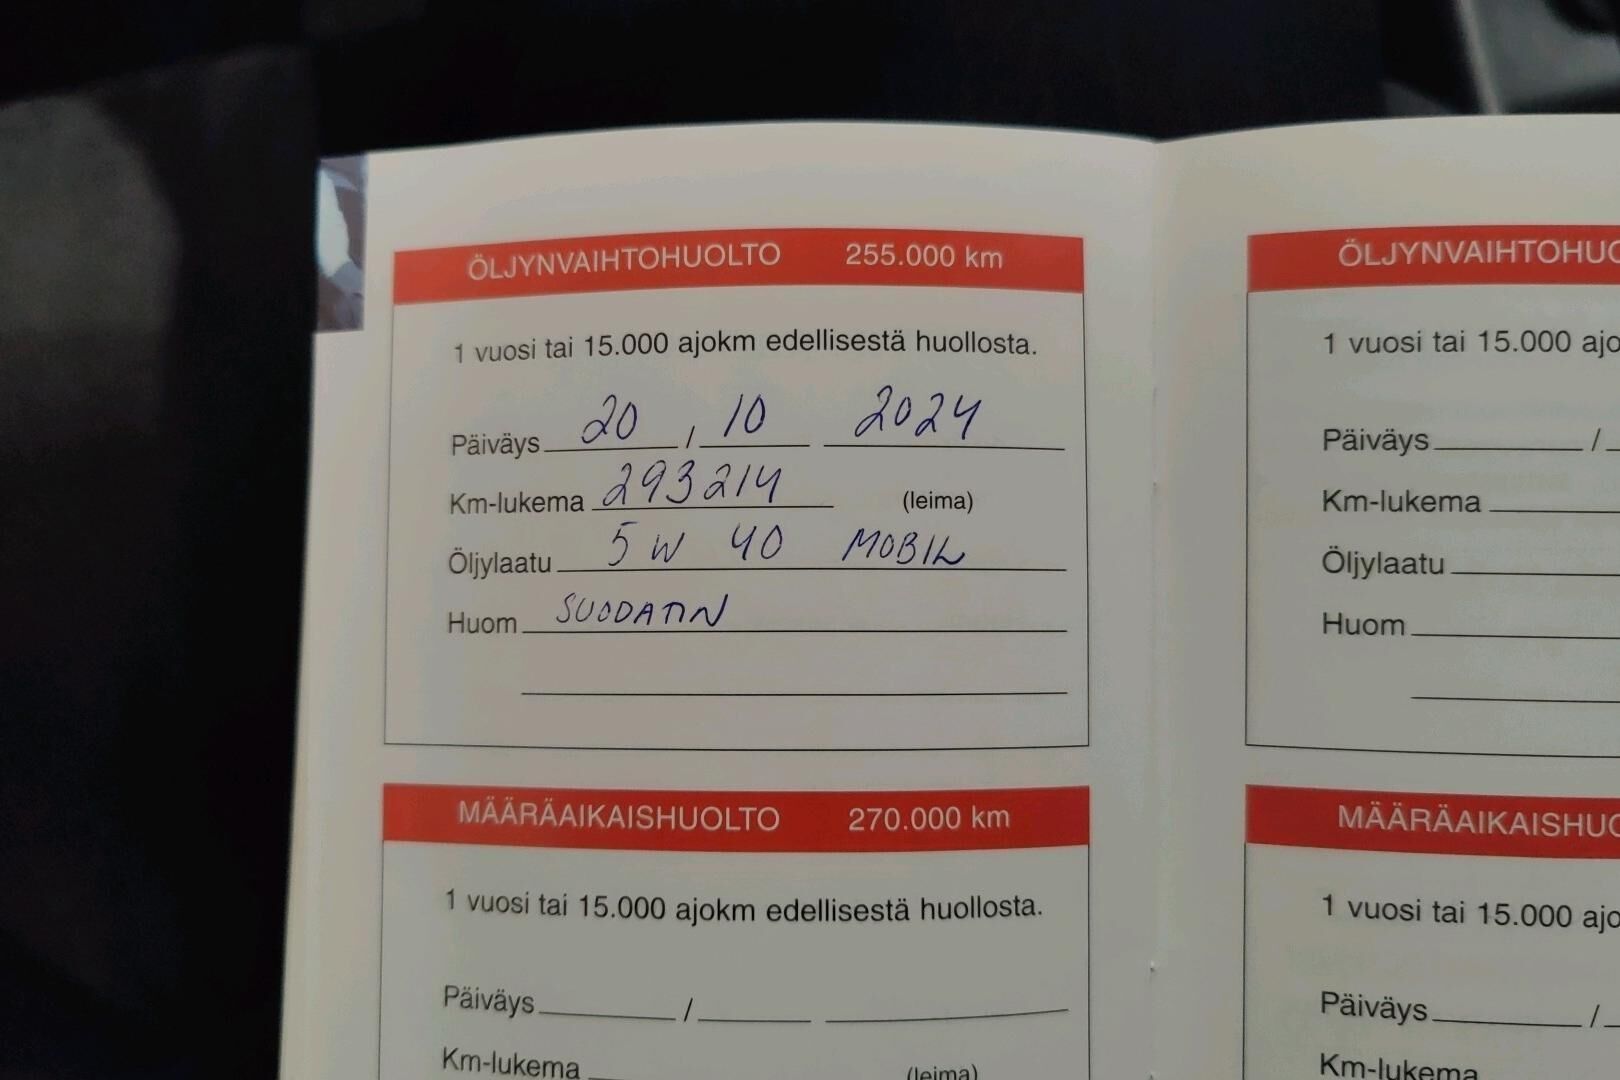 ÖLJYNVAIHTOHUOLTO 255.000 km
1 vuosi tai 15.000 ajokm edellisestä huollosta.
Päiväys 20 / 10 2024
Km-lukema 293214 (leima)
Öljylaatu 5W 40 MOBIL
Huom SUODATIN
MÄÄRÄAIKAISHUOLTO 270.000 km
1 vuosi tai 15.000 ajokm edellisestä huollosta.
Päiväys /
Km-lukema (leima)
ÖLJYNVAIHTOHUO
1 vuosi tai 15.000 ajo
Päiväys /
Km-lukema
Öljylaatu
Huom
MÄÄRÄAIKAISHUO
1 vuosi tai 15.000 ajo
Päiväys /
Km-lukema